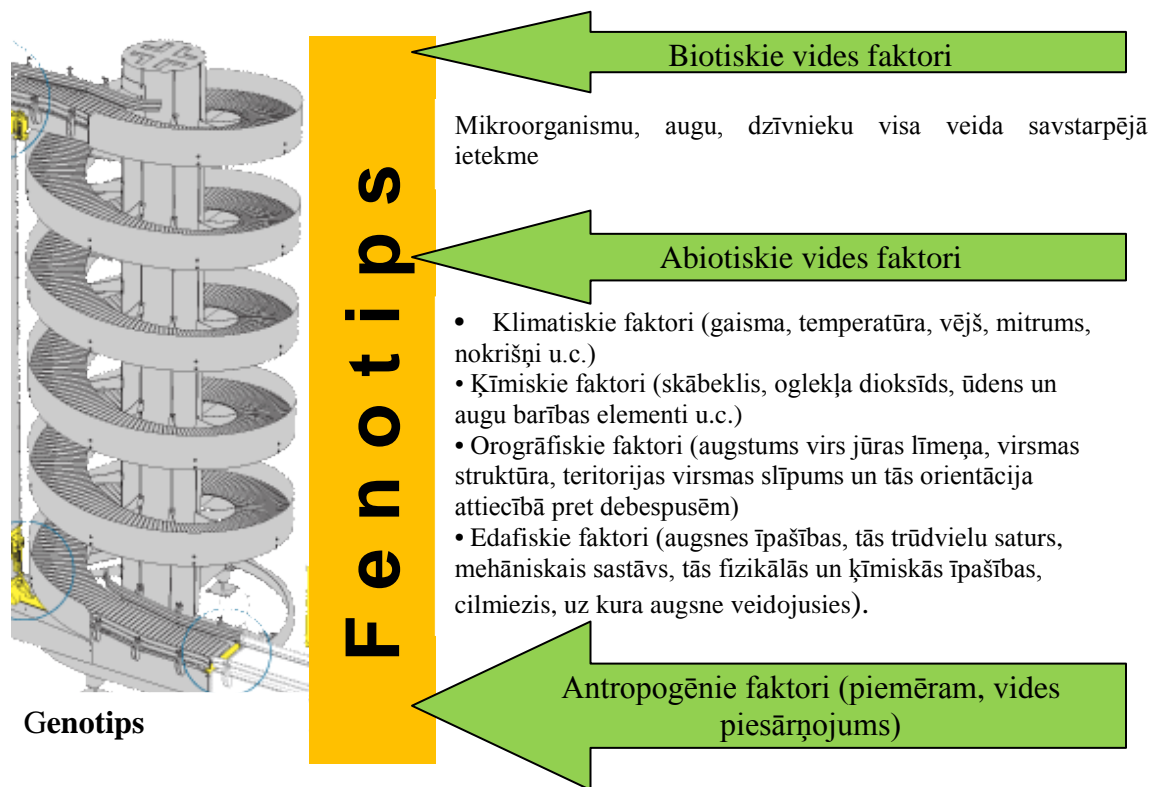 Biotiskie vides faktori
Mikroorganismu, augu, dzīvnieku visa veida savstarpējā
ietekme
Fenotips
Abiotiskie vides faktori
• Klimatiskie faktori (gaisma, temperatūra, vējš, mitrums,
nokrišņi u.c.)
• Ķīmiskie faktori (skābeklis, oglekļa dioksīds, ūdens un
augu barības elementi u.c.)
• Orogrāfiskie faktori (augstums virs jūras līmeņa, virsmas
struktūra, teritorijas virsmas slīpums un tās orientācija
attiecībā pret debespusēm)
• Edafiskie faktori (augsnes īpašības, tās trūdvielu saturs,
mehāniskais sastāvs, tās fizikālās un ķīmiskās īpašības,
cilmiezis, uz kura augsne veidojusies).
Antropogēnie faktori (piemēram, vides
piesārņojums)
Genotips